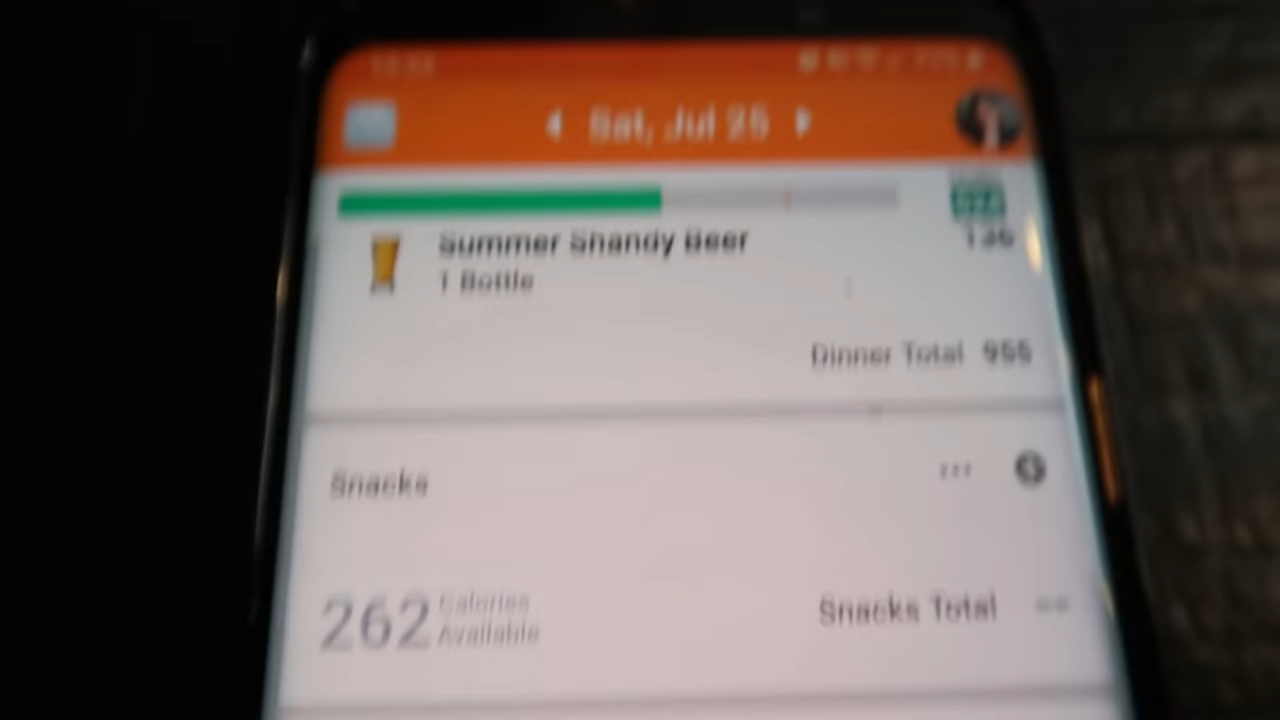 Sat, Jul 25
Summer Shandy Beer
1 Bottle
Dinner Total 955
Snacks
262 Calories Available
Snacks Total --